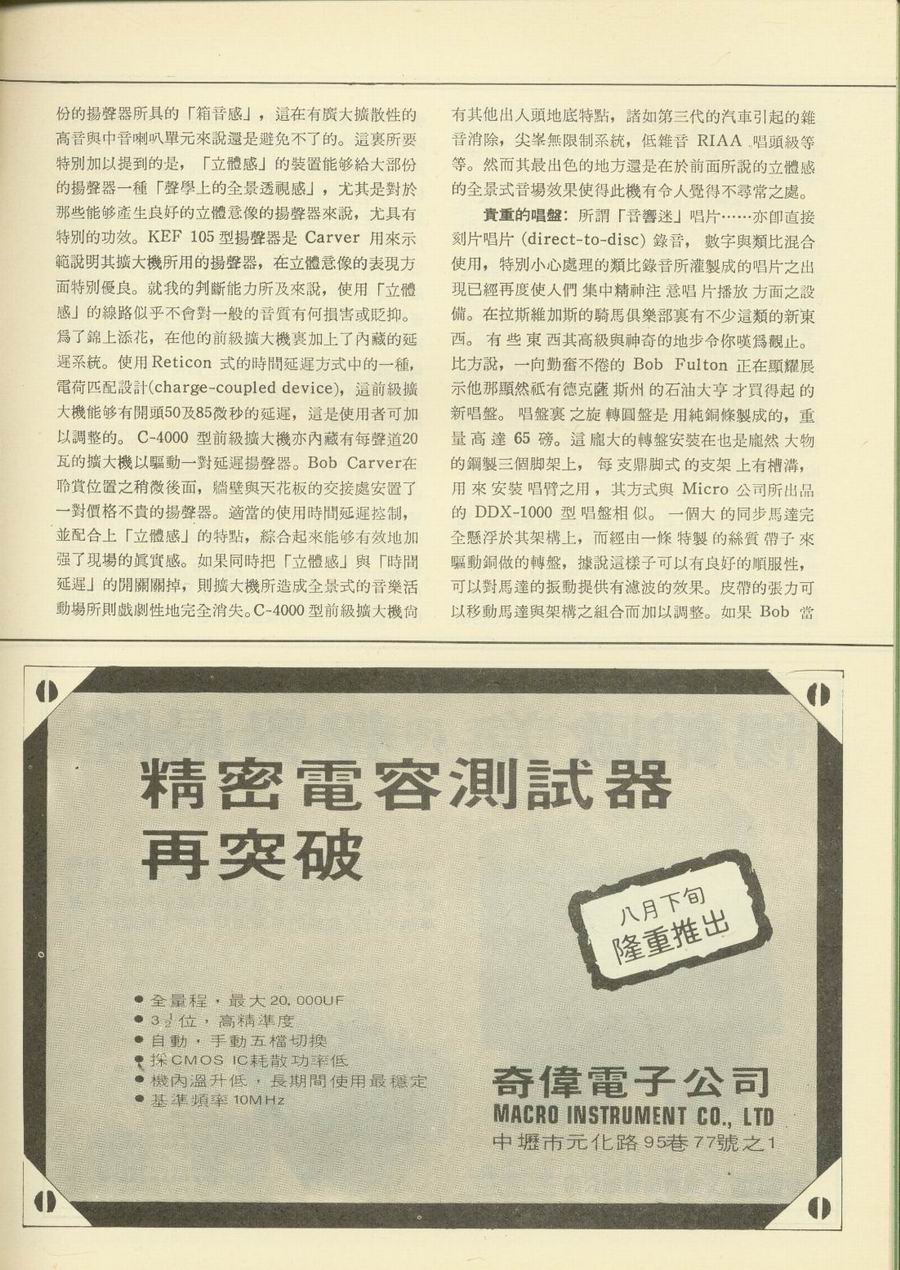 份的揚聲器所具的「箱音感」，這在有廣大擴散性的
高音與中音喇叭單元來說還是避免不了的。這裏所要
特別加以提到的是，「立體感」的裝置能够給大部份
的揚聲器一種「聲學上的全景透視感」，尤其是對於
那些能够產生良好的立體意像的揚聲器來說，尤具有
特別的功效。KEF 105 型揚聲器是 Carver 用來示
範說明其擴大機所用的揚聲器，在立體意像的表現方
面特別優良。就我的判斷能力所及來說，使用「立體
感」的線路似乎不會對一般的音質有何損害或貶抑。
爲了錦上添花，在他的前級擴大機裏加上了內藏的延
遲系統。使用 Reticon 式的時間延遲方式中的一種，
電荷匹配設計(charge-coupled device)，這前級擴
大機能够有開頭50及85微秒的延遲，這是使用者可加
以調整的。 C-4000 型前級擴大機亦內藏有每聲道20
瓦的擴大機以驅動一對延遲揚聲器。Bob Carver在
聆賞位置之稍微後面，牆壁與天花板的交接處安置了
一對價格不貴的揚聲器。適當的使用時間延遲控制，
並配合上「立體感」的特點，綜合起來能够有效地加
强了現場的眞實感。如果同時把「立體感」與「時間
延遲」的開關關掉，則擴大機所造成全景式的音樂活
動場所則戲劇性地完全消失。C-4000 型前級擴大機尙
有其他出人頭地底特點，諸如第三代的汽車引起的雜
音消除，尖峯無限制系統，低雜音 RIAA 唱頭級等
等。然而其最出色的地方還是在於前面所說的立體感
的全景式音場效果使得此機有令人覺得不尋常之處。
貴重的唱盤：所謂「音響迷」唱片……亦卽直接
刻片唱片 (direct-to-disc) 錄音， 數字與類比混合
使用，特別小心處理的類比錄音所灌製成的唱片之出
現已經再度使人們 集中精神注 意唱 片播放 方面之設
備。在拉斯維加斯的騎馬俱樂部裏有不少這類的新東
西。 有 些 東 西其高級與神奇的地步令你嘆爲觀止。
比方說，一向勤奮不倦的 Bob Fulton 正在顯耀展
示他那顯然祇有德克薩 斯州 的石油大亨 才買得起 的
新唱盤。 唱盤裏 之旋 轉圓盤是 用純銅條製成的，重
量 高 達 65 磅。這 龐大的轉盤安裝在也是龐然 大物
的鋼製三個脚架上， 每 支鼎脚式 的支架 上有槽溝，
用 來 安裝 唱臂之用 ，其方式與 Micro 公司所出品
的 DDX-1000 型 唱盤 相 似。 一個大 的同步馬達完
全懸浮於其架構上，而經由一條 特製 的絲質 帶子 來
驅動銅做的轉盤，據說這樣子可以有良好的順服性，
可以對馬達的振動提供有濾波的效果。皮帶的張力可
以移動馬達與架構之組合而加以調整。如果 Bob 當
精密電容測試器
再突破
八月下旬
隆重推出
● 全量程，最大 20,000UF
● 3 1/2 位，高精準度
● 自動，手動五檔切換
● 採CMOS IC耗散功率低
● 機內溫升低，長期間使用最穩定
● 基準頻率 10MHz
奇偉電子公司
MACRO INSTRUMENT CO., LTD
中壢市元化路95巷77號之1